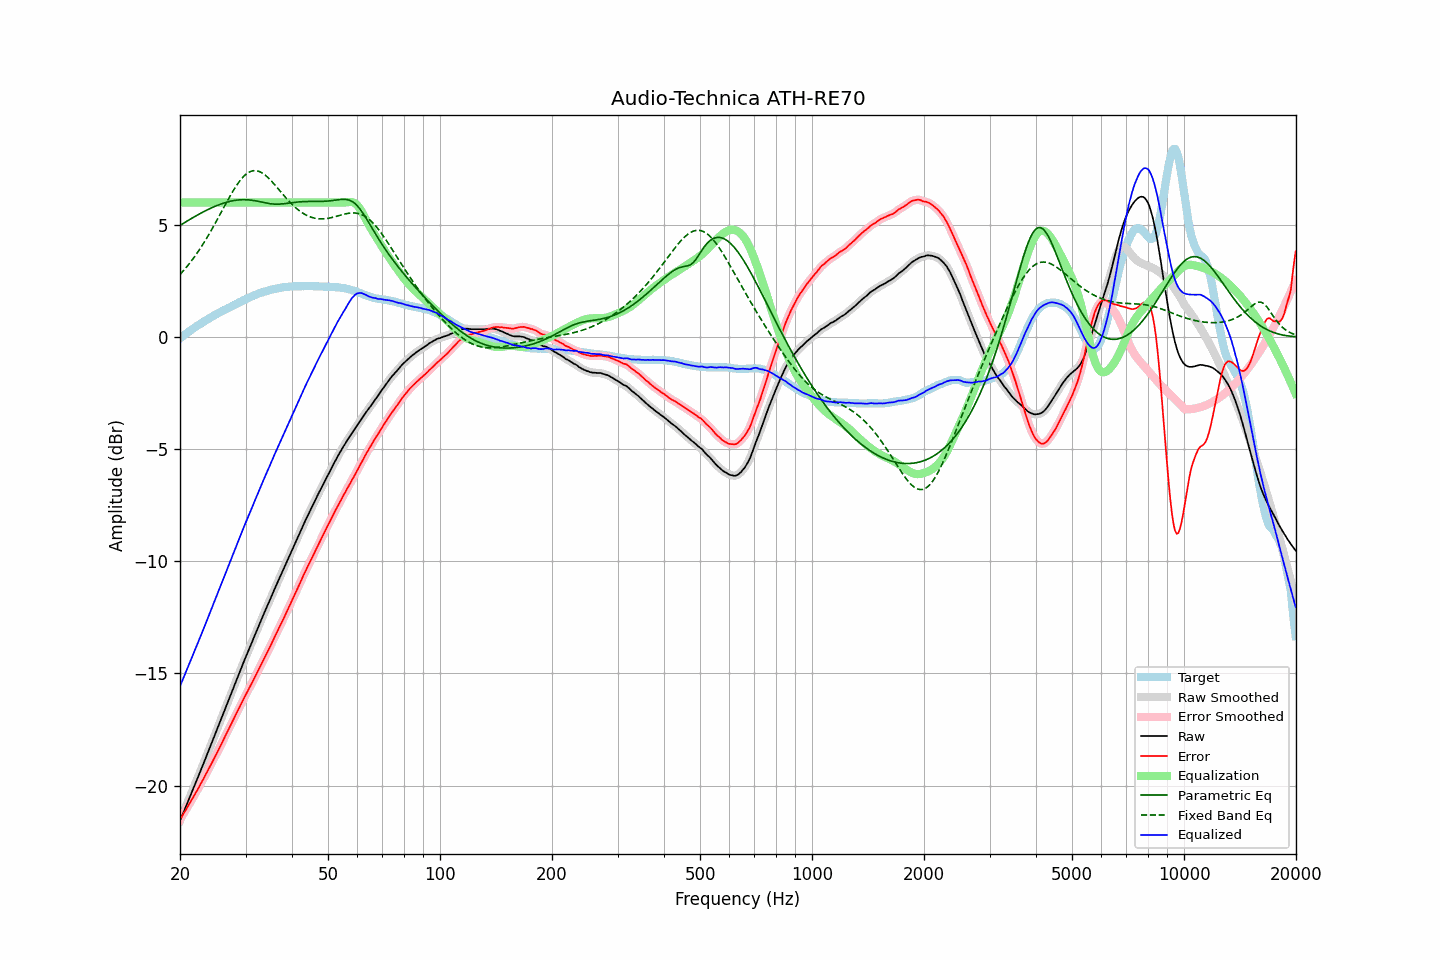 Audio-Technica ATH-RE70
Amplitude (dBr)
5
0
−5
−10
−15
−20
20
50
100
200
500
1000
2000
5000
10000
20000
Frequency (Hz)
Target
Raw Smoothed
Error Smoothed
Raw
Error
Equalization
Parametric Eq
Fixed Band Eq
Equalized